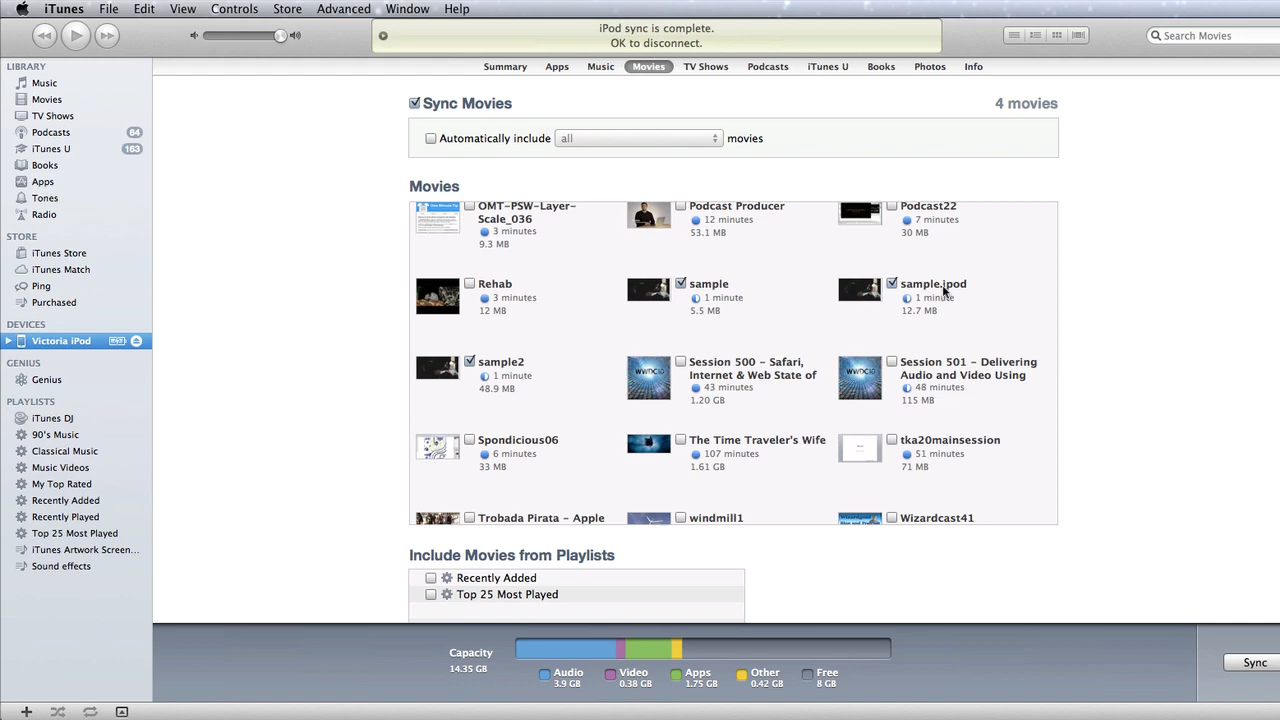 iTunes File Edit View Controls Store Advanced Window Help
iPod sync is complete.
OK to disconnect.
Search Movies
LIBRARY
Music
Movies
TV Shows
Podcasts 64
iTunes U 163
Books
Apps
Tones
Radio
STORE
iTunes Store
iTunes Match
Ping
Purchased
DEVICES
Victoria iPod
GENIUS
Genius
PLAYLISTS
iTunes DJ
90's Music
Classical Music
Music Videos
My Top Rated
Recently Added
Recently Played
Top 25 Most Played
iTunes Artwork Screen...
Sound effects
Summary Apps Music Movies TV Shows Podcasts iTunes U Books Photos Info
Sync Movies 4 movies
Automatically include all movies
Movies
OMT-PSW-Layer-
Scale_036
3 minutes
9.3 MB
Podcast Producer
12 minutes
53.1 MB
Podcast22
7 minutes
30 MB
Rehab
3 minutes
12 MB
sample
1 minute
5.5 MB
sample.ipod
1 minute
12.7 MB
sample2
1 minute
48.9 MB
WWDC10
Session 500 - Safari,
Internet & Web State of
43 minutes
1.20 GB
WWDC10
Session 501 - Delivering
Audio and Video Using
48 minutes
115 MB
Spondicious06
6 minutes
33 MB
The Time Traveler's Wife
107 minutes
1.61 GB
tka20mainsession
51 minutes
71 MB
Trobada Pirata - Apple
windmill1
Wizardcast41
Include Movies from Playlists
Recently Added
Top 25 Most Played
Capacity
14.35 GB
Audio
3.9 GB
Video
0.38 GB
Apps
1.75 GB
Other
0.42 GB
Free
8 GB
Sync